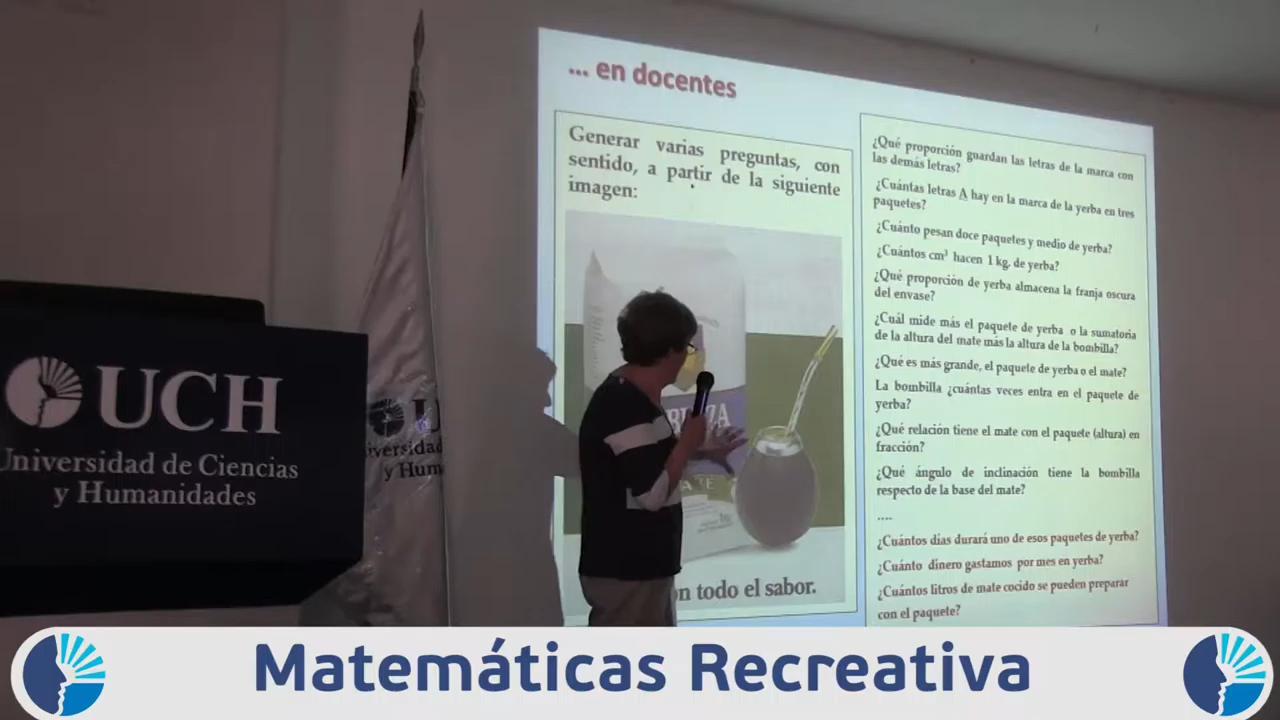 ... en docentes
Generar varias preguntas, con
sentido, a partir de la siguiente
imagen:
todo el sabor.
¿Qué proporción guardan las letras de la marca con
las demás letras?
¿Cuántas letras A hay en la marca de la yerba en tres
paquetes?
¿Cuánto pesan doce paquetes y medio de yerba?
¿Cuántos cm³ hacen 1 kg. de yerba?
¿Qué proporción de yerba almacena la franja oscura
del envase?
¿Cuál mide más el paquete de yerba o la sumatoria
de la altura del mate más la altura de la bombilla?
¿Qué es más grande, el paquete de yerba o el mate?
La bombilla ¿cuántas veces entra en el paquete de
yerba?
¿Qué relación tiene el mate con el paquete (altura) en
fracción?
¿Qué ángulo de inclinación tiene la bombilla
respecto de la base del mate?
....
¿Cuántos días durará uno de esos paquetes de yerba?
¿Cuánto dinero gastamos por mes en yerba?
¿Cuántos litros de mate cocido se pueden preparar
con el paquete?
UCH
Universidad de Ciencias
y Humanidades
Matemáticas Recreativa